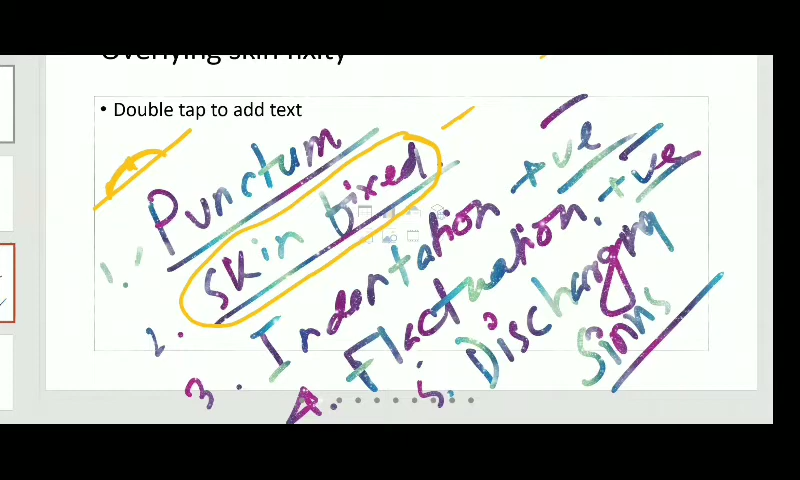 Overlying skin fixity
• Double tap to add text
1. Punctum
2. Skin fixed
3. Indentation +ve
4. Fluctuation. +ve
5. Discharging
Sinus